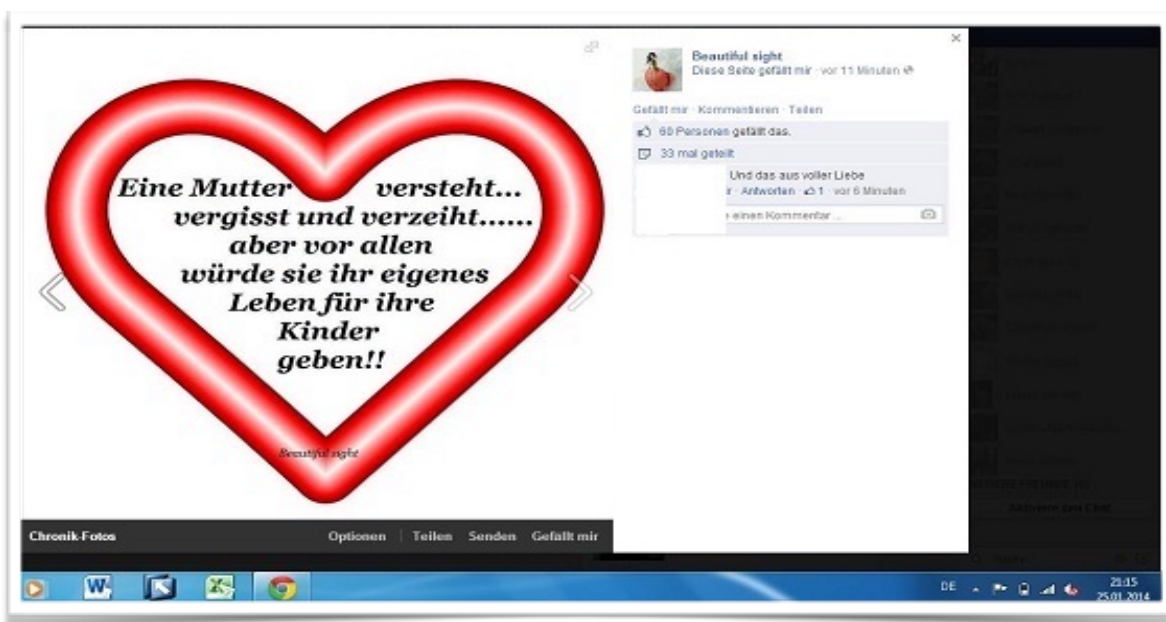 Eine Mutter versteht...
vergisst und verzeiht......
aber vor allen
würde sie ihr eigenes
Leben für ihre
Kinder
geben!!
Beautiful sight
Chronik-Fotos
Optionen Teilen Senden Gefällt mir
Beautiful sight
Diese Seite gefällt mir · vor 11 Minuten
Gefällt mir · Kommentieren · Teilen
60 Personen gefällt das.
33 mal geteilt
Und das aus voller Liebe
r · Antworten · 1 · vor 6 Minuten
einen Kommentar ...
Aktiviere den Chat
DE
21:15
25.01.2014